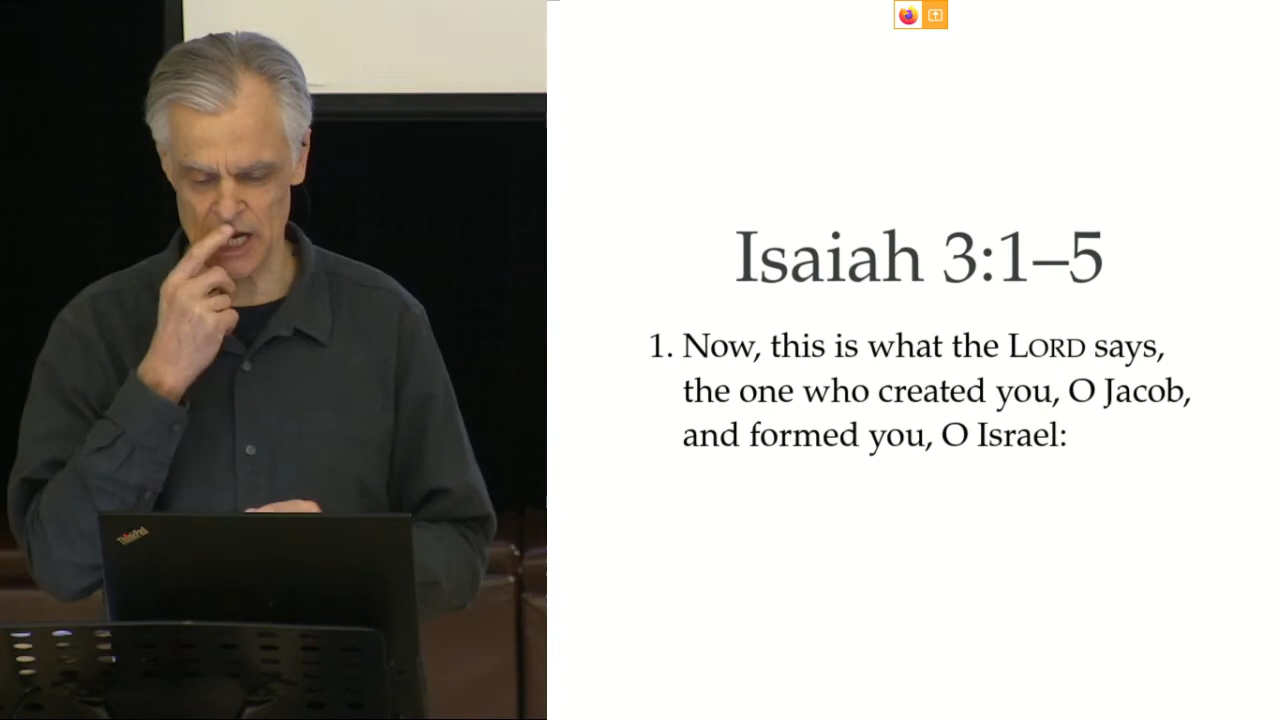 Isaiah 3:1–5
1. Now, this is what the LORD says,
the one who created you, O Jacob,
and formed you, O Israel:
ThinkPad